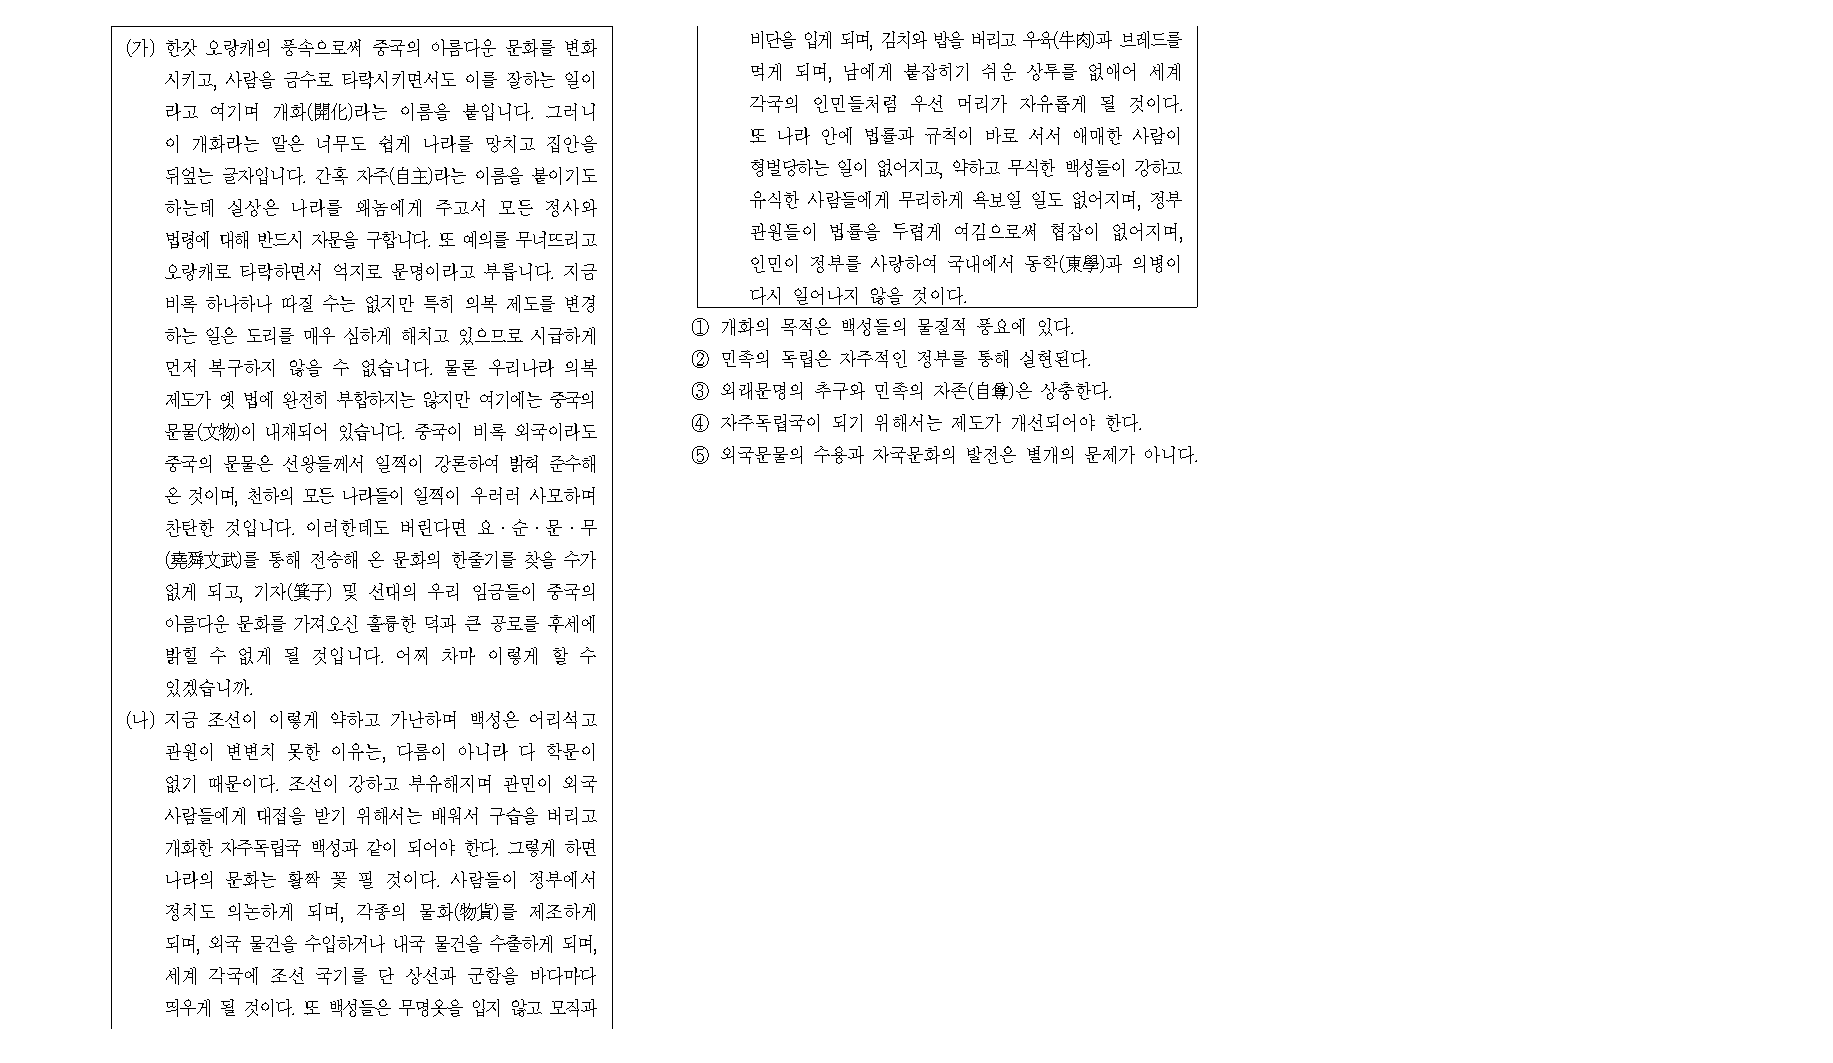 (가) 한갓 오랑캐의 풍속으로써 중국의 아름다운 문화를 변화
시키고, 사람을 금수로 타락시키면서도 이를 잘하는 일이
라고 여기며 개화(開化)라는 이름을 붙입니다. 그러니
이 개화라는 말은 너무도 쉽게 나라를 망치고 집안을
뒤엎는 글자입니다. 간혹 자주(自主)라는 이름을 붙이기도
하는데 실상은 나라를 왜놈에게 주고서 모든 정사와
법령에 대해 반드시 자문을 구합니다. 또 예의를 무너뜨리고
오랑캐로 타락하면서 억지로 문명이라고 부릅니다. 지금
비록 하나하나 따질 수는 없지만 특히 의복 제도를 변경
하는 일은 도리를 매우 심하게 해치고 있으므로 시급하게
먼저 복구하지 않을 수 없습니다. 물론 우리나라 의복
제도가 옛 법에 완전히 부합하지는 않지만 여기에는 중국의
문물(文物)이 내재되어 있습니다. 중국이 비록 외국이라도
중국의 문물은 선왕들께서 일찍이 강론하여 밝혀 준수해
온 것이며, 천하의 모든 나라들이 일찍이 우러러 사모하며
찬탄한 것입니다. 이러한데도 버린다면 요·순·문·무
(堯舜文武)를 통해 전승해 온 문화의 한줄기를 찾을 수가
없게 되고, 기자(箕子) 및 선대의 우리 임금들이 중국의
아름다운 문화를 가져오신 훌륭한 덕과 큰 공로를 후세에
밝힐 수 없게 될 것입니다. 어찌 차마 이렇게 할 수
있겠습니까.
(나) 지금 조선이 이렇게 약하고 가난하며 백성은 어리석고
관원이 변변치 못한 이유는, 다름이 아니라 다 학문이
없기 때문이다. 조선이 강하고 부유해지며 관민이 외국
사람들에게 대접을 받기 위해서는 배워서 구습을 버리고
개화한 자주독립국 백성과 같이 되어야 한다. 그렇게 하면
나라의 문화는 활짝 꽃 필 것이다. 사람들이 정부에서
정치도 의논하게 되며, 각종의 물화(物貨)를 제조하게
되며, 외국 물건을 수입하거나 내국 물건을 수출하게 되며,
세계 각국에 조선 국기를 단 상선과 군함을 바다마다
띄우게 될 것이다. 또 백성들은 무명옷을 입지 않고 모직과
비단을 입게 되며, 김치와 밥을 버리고 우육(牛肉)과 브레드를
먹게 되며, 남에게 붙잡히기 쉬운 상투를 없애어 세계
각국의 인민들처럼 우선 머리가 자유롭게 될 것이다.
또 나라 안에 법률과 규칙이 바로 서서 애매한 사람이
형벌당하는 일이 없어지고, 약하고 무식한 백성들이 강하고
유식한 사람들에게 무리하게 욕보일 일도 없어지며, 정부
관원들이 법률을 두렵게 여김으로써 협잡이 없어지며,
인민이 정부를 사랑하여 국내에서 동학(東學)과 의병이
다시 일어나지 않을 것이다.
① 개화의 목적은 백성들의 물질적 풍요에 있다.
② 민족의 독립은 자주적인 정부를 통해 실현된다.
③ 외래문명의 추구와 민족의 자존(自尊)은 상충한다.
④ 자주독립국이 되기 위해서는 제도가 개선되어야 한다.
⑤ 외국문물의 수용과 자국문화의 발전은 별개의 문제가 아니다.